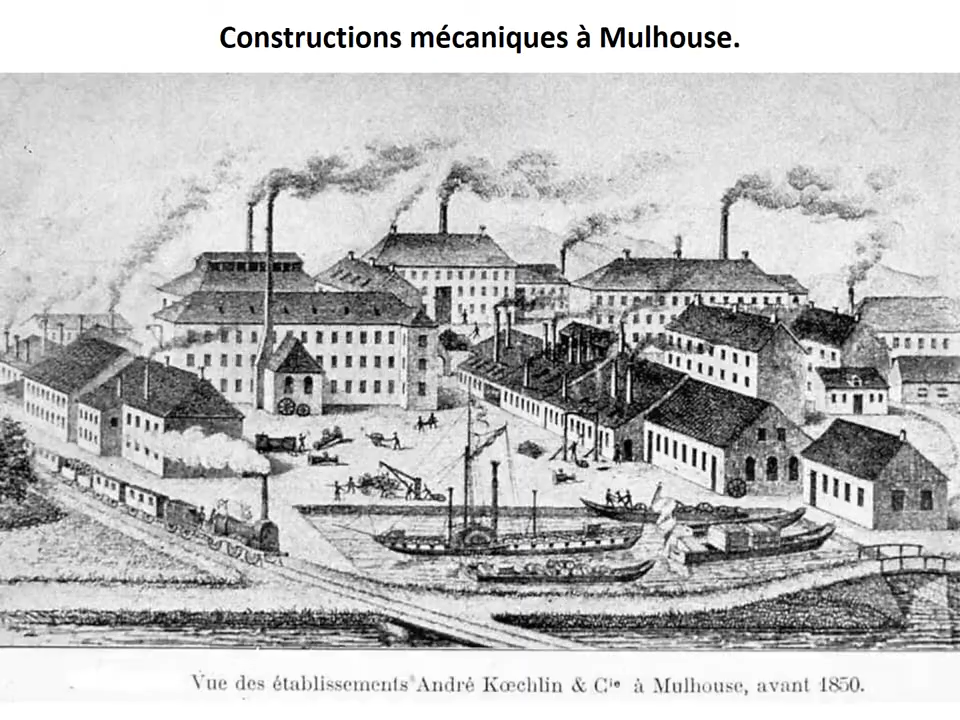 Constructions mécaniques à Mulhouse.
Vue des établissements André Kœchlin & Cⁱᵉ à Mulhouse, avant 1850.